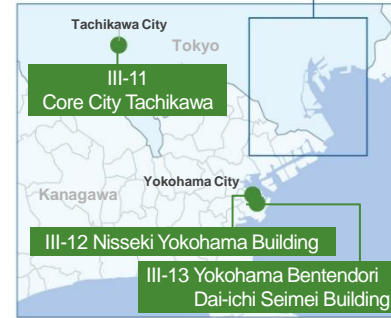 Tachikawa City
Tokyo
III-11
Core City Tachikawa
Yokohama City
Kanagawa
III-12 Nisseki Yokohama Building
III-13 Yokohama Bentendori
Dai-ichi Seimei Building